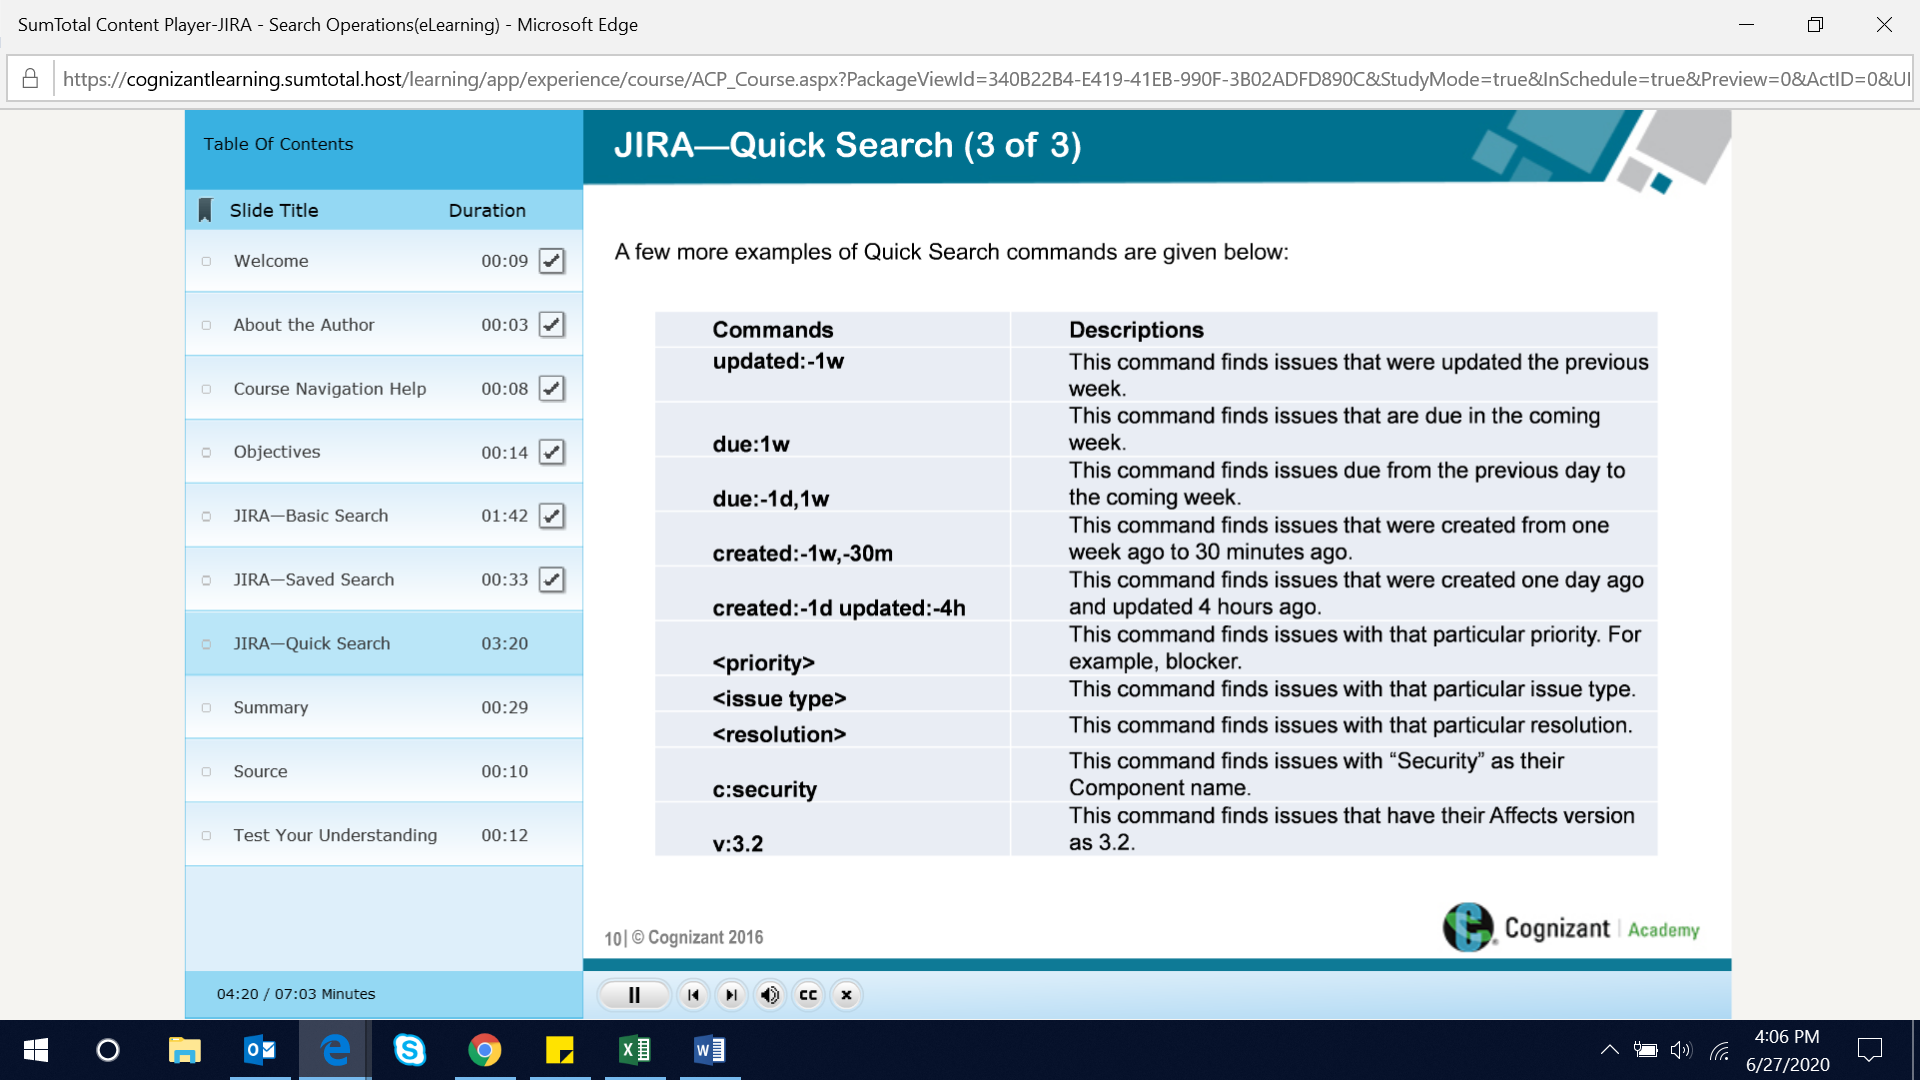 SumTotal Content Player-JIRA - Search Operations(eLearning) - Microsoft Edge
https://cognizantlearning.sumtotal.host/learning/app/experience/course/ACP_Course.aspx?PackageViewId=340B22B4-E419-41EB-990F-3B02ADFD890C&StudyMode=true&InSchedule=true&Preview=0&ActID=0&UI
Table Of Contents
Slide Title Duration
Welcome 00:09
About the Author 00:03
Course Navigation Help 00:08
Objectives 00:14
JIRA—Basic Search 01:42
JIRA—Saved Search 00:33
JIRA—Quick Search 03:20
Summary 00:29
Source 00:10
Test Your Understanding 00:12
04:20 / 07:03 Minutes
JIRA—Quick Search (3 of 3)
A few more examples of Quick Search commands are given below:
Commands Descriptions
updated:-1w This command finds issues that were updated the previous
week.
This command finds issues that are due in the coming
due:1w week.
This command finds issues due from the previous day to
due:-1d,1w the coming week.
This command finds issues that were created from one
created:-1w,-30m week ago to 30 minutes ago.
This command finds issues that were created one day ago
created:-1d updated:-4h and updated 4 hours ago.
This command finds issues with that particular priority. For
<priority> example, blocker.
<issue type> This command finds issues with that particular issue type.
<resolution> This command finds issues with that particular resolution.
This command finds issues with “Security” as their
c:security Component name.
This command finds issues that have their Affects version
v:3.2 as 3.2.
10| © Cognizant 2016
Cognizant | Academy
CC
4:06 PM
6/27/2020